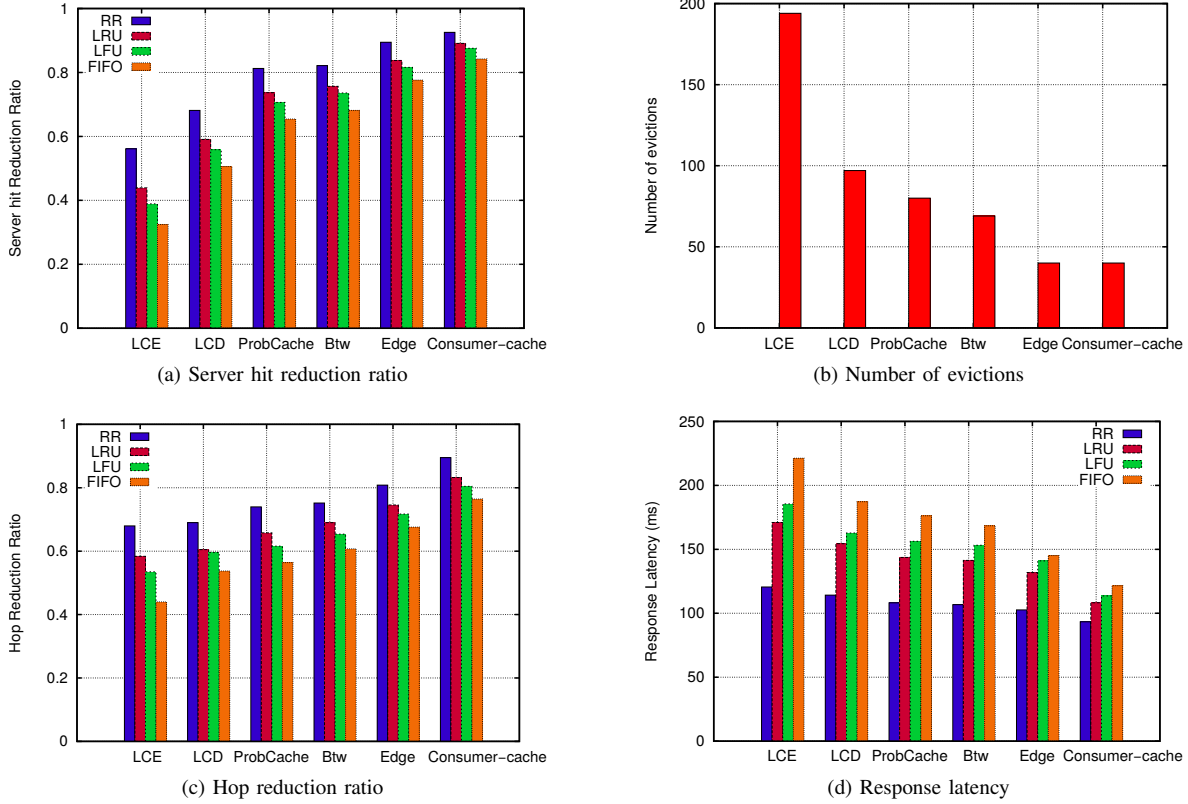 Server hit Reduction Ratio
1
0.8
0.6
0.4
0.2
0
RR
LRU
LFU
FIFO
LCE LCD ProbCache Btw Edge Consumer-cache
(a) Server hit reduction ratio
Number of evictions
200
150
100
50
0
LCE LCD ProbCache Btw Edge Consumer-cache
(b) Number of evictions
Hop Reduction Ratio
1
0.8
0.6
0.4
0.2
0
RR
LRU
LFU
FIFO
LCE LCD ProbCache Btw Edge Consumer-cache
(c) Hop reduction ratio
Response Latency (ms)
250
200
150
100
50
0
RR
LRU
LFU
FIFO
LCE LCD ProbCache Btw Edge Consumer-cache
(d) Response latency